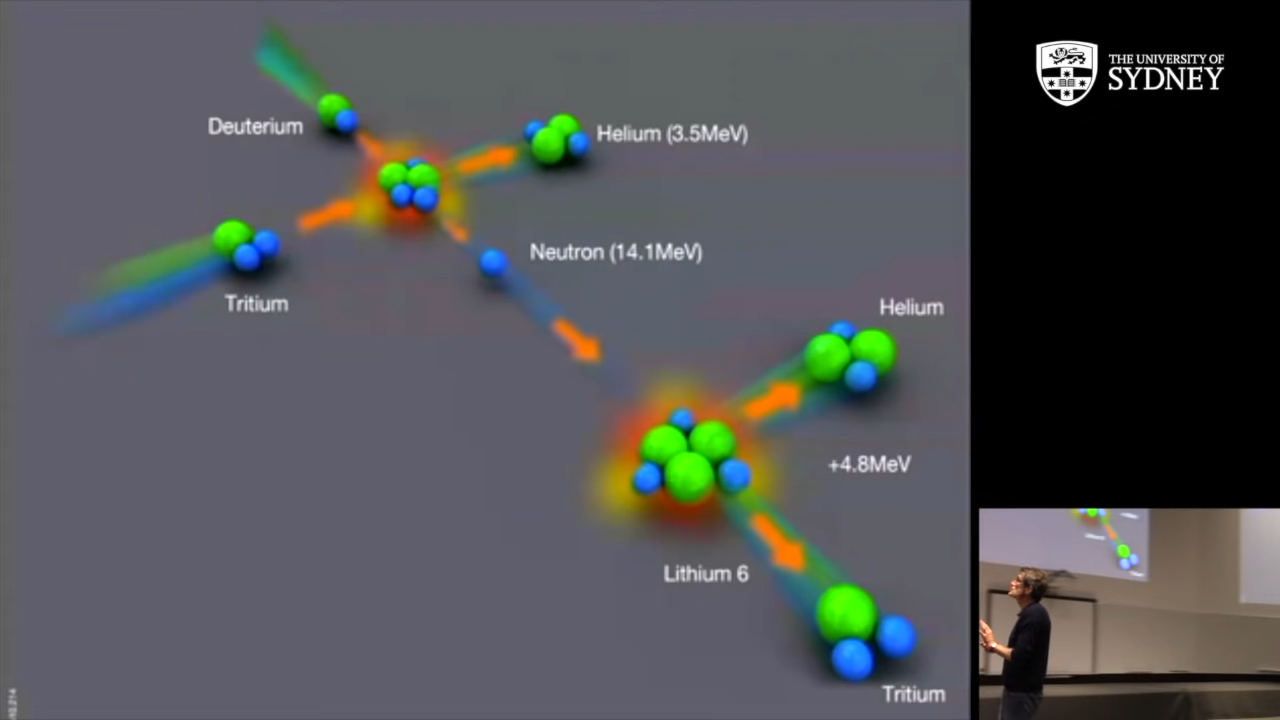 THE UNIVERSITY OF
SYDNEY
Deuterium
Helium (3.5MeV)
Neutron (14.1MeV)
Tritium
Helium
+4.8MeV
Lithium 6
Tritium